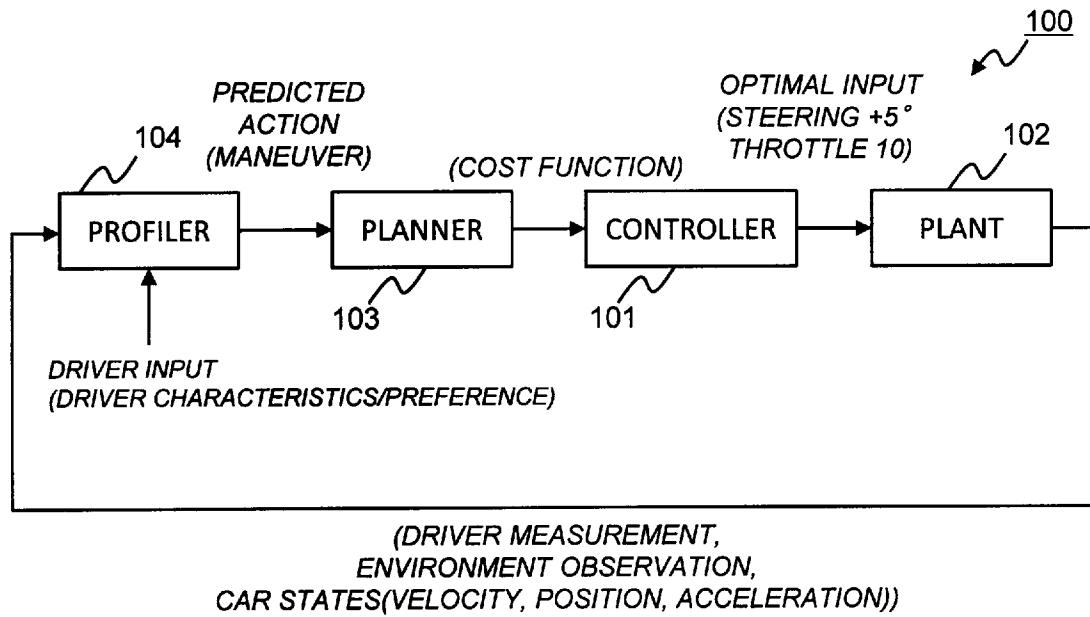 100
PREDICTED
ACTION
(MANEUVER)
OPTIMAL INPUT
(STEERING +5°
THROTTLE 10)
104
(COST FUNCTION)
102
PROFILER
PLANNER
CONTROLLER
PLANT
103
101
DRIVER INPUT
(DRIVER CHARACTERISTICS/PREFERENCE)
(DRIVER MEASUREMENT,
ENVIRONMENT OBSERVATION,
CAR STATES(VELOCITY, POSITION, ACCELERATION))